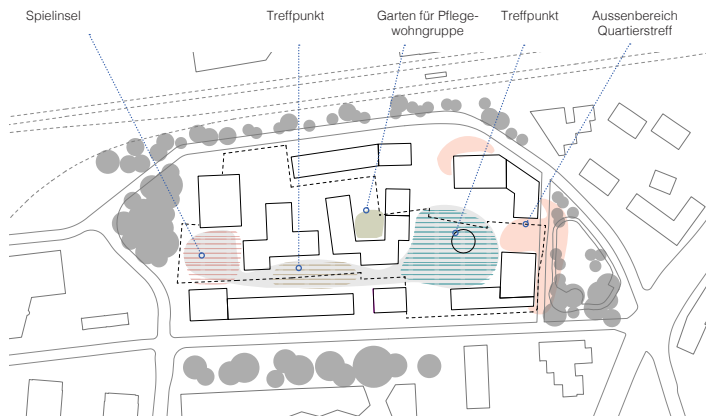 Spielinsel
Treffpunkt
Garten für Pflege-
wohngruppe
Treffpunkt
Aussenbereich
Quartierstreff